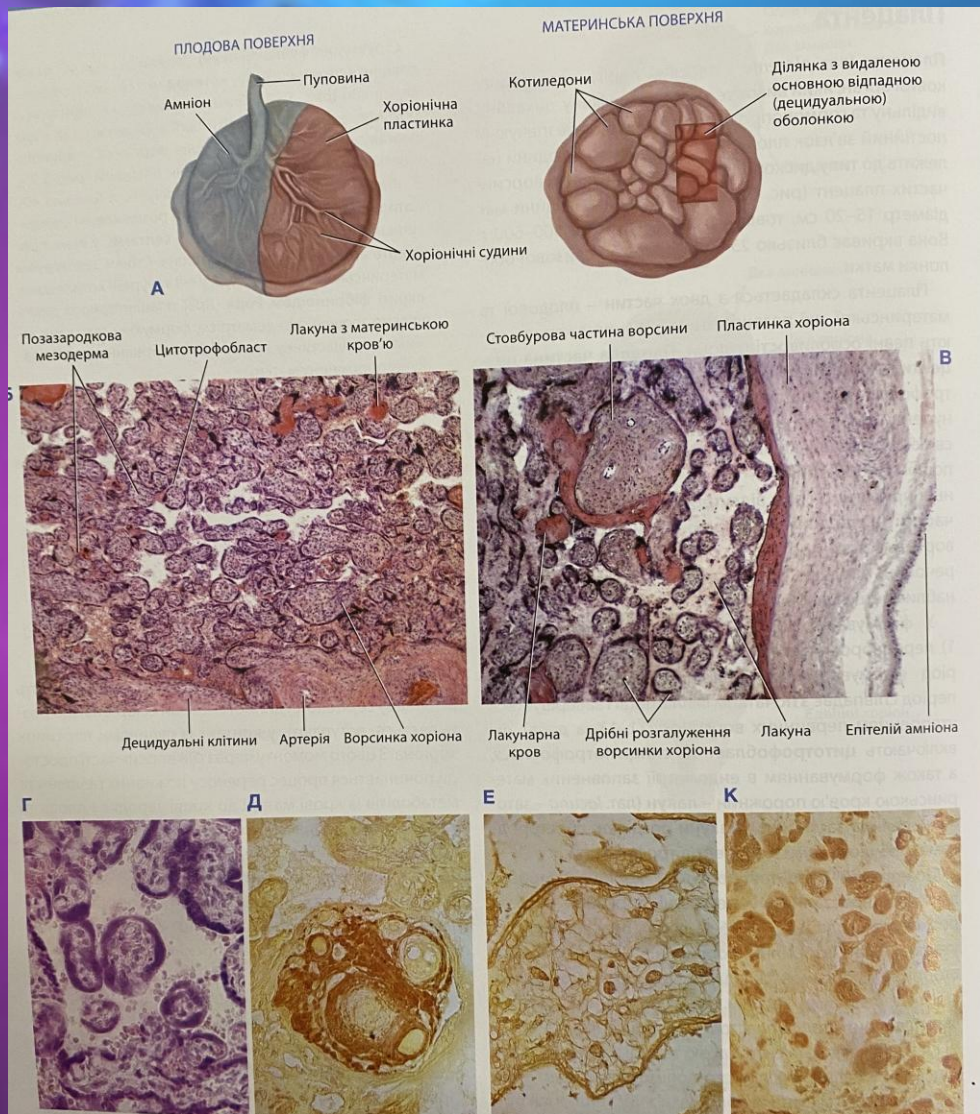 ПЛОДОВА ПОВЕРХНЯ
МАТЕРИНСЬКА ПОВЕРХНЯ
Пуповина
Амніон
Хоріонічна
пластинка
Хоріонічні судини
А
Котиледони
Ділянка з видаленою
основною відпадною
(децидуальною)
оболонкою
Позазародкова
мезодерма
Цитотрофобласт
Лакуна з материнською
кров'ю
Стовбурова частина ворсини
Пластинка хоріона
Б
В
Децидуальні клітини
Артерія
Ворсинка хоріона
Лакунарна
кров
Дрібні розгалуження
ворсинки хоріона
Лакуна
Епітелій амніона
Г
Д
Е
К